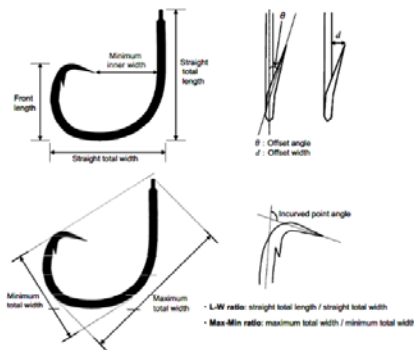 Minimum
inner width
Straight
total
length
Front
length
Straight total width
θ
d
θ : Offset angle
d : Offset width
Incurved point angle
Minimum
total width
Maximum
total width
· L-W ratio: straight total length / straight total width
· Max-Min ratio: maximum total width / minimum total width